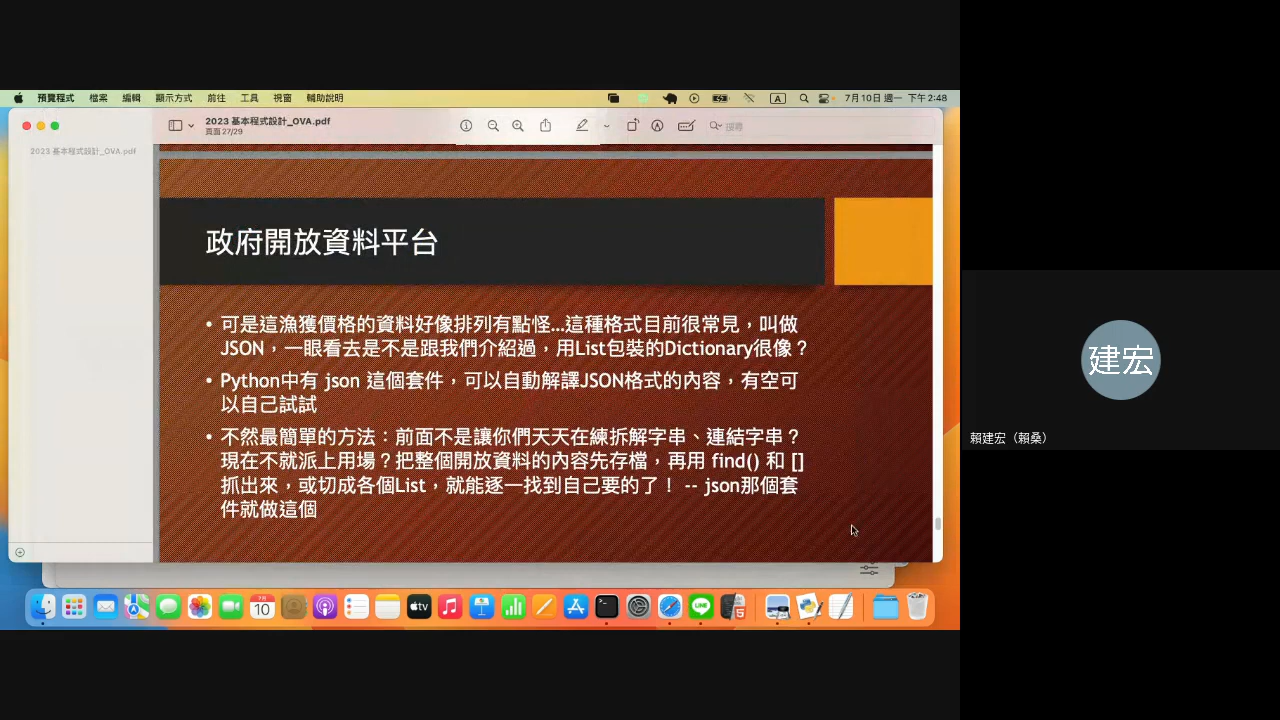 預覽程式 檔案 編輯 顯示方式 前往 工具 視窗 輔助說明 A 7月10日 週一 下午2:48
2023 基本程式設計_OVA.pdf
頁面 27/29
搜尋
2023 基本程式設計_OVA.pdf
政府開放資料平台
• 可是這漁獲價格的資料好像排列有點怪…這種格式目前很常見，叫做
JSON，一眼看去是不是跟我們介紹過，用List包裝的Dictionary很像？
• Python中有 json 這個套件，可以自動解譯JSON格式的內容，有空可
以自己試試
• 不然最簡單的方法：前面不是讓你們天天在練拆解字串、連結字串？
現在不就派上用場？把整個開放資料的內容先存檔，再用 find() 和 []
抓出來，或切成各個List，就能逐一找到自己要的了！ -- json那個套
件就做這個
建宏
賴建宏（賴桑）
7月
10
tv
LINE
5